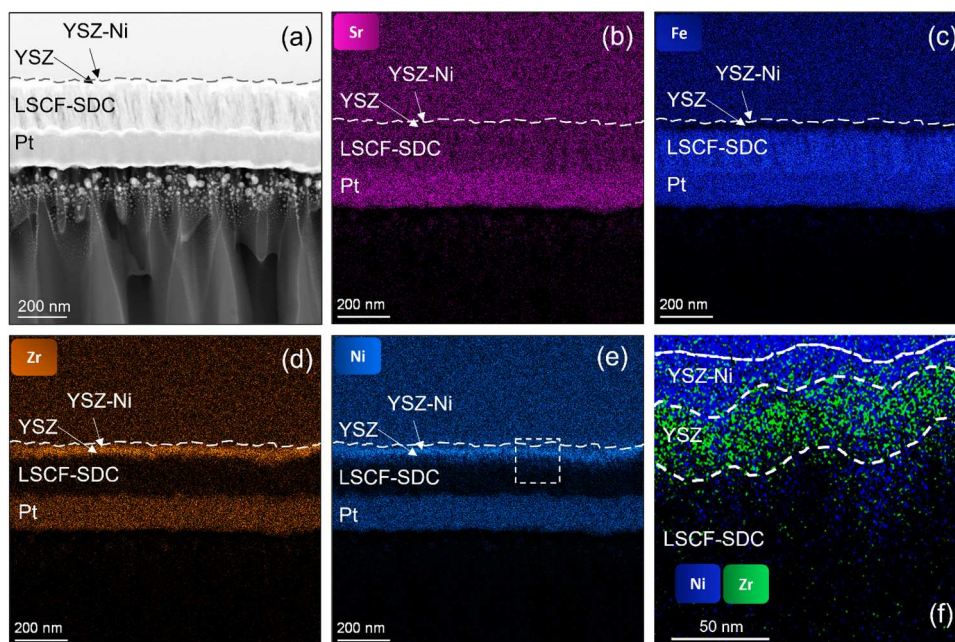 (a)
YSZ-Ni
YSZ
LSCF-SDC
Pt
200 nm
Sr
(b)
YSZ-Ni
YSZ
LSCF-SDC
Pt
200 nm
Fe
(c)
YSZ-Ni
YSZ
LSCF-SDC
Pt
200 nm
Zr
(d)
YSZ-Ni
YSZ
LSCF-SDC
Pt
200 nm
Ni
(e)
YSZ-Ni
YSZ
LSCF-SDC
Pt
200 nm
YSZ-Ni
YSZ
LSCF-SDC
Ni
Zr
50 nm
(f)